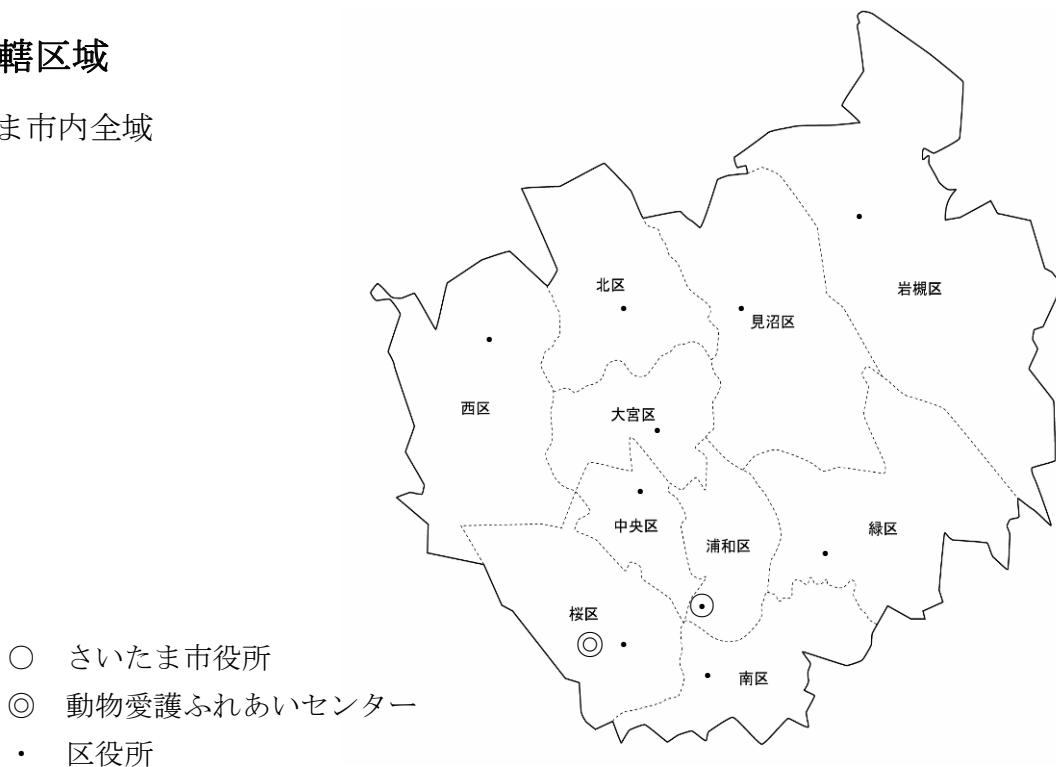 轄区域
ま市内全域
北区
岩槻区
見沼区
西区
大宮区
中央区
緑区
浦和区
桜区
南区
○ さいたま市役所
◎ 動物愛護ふれあいセンター
・ 区役所